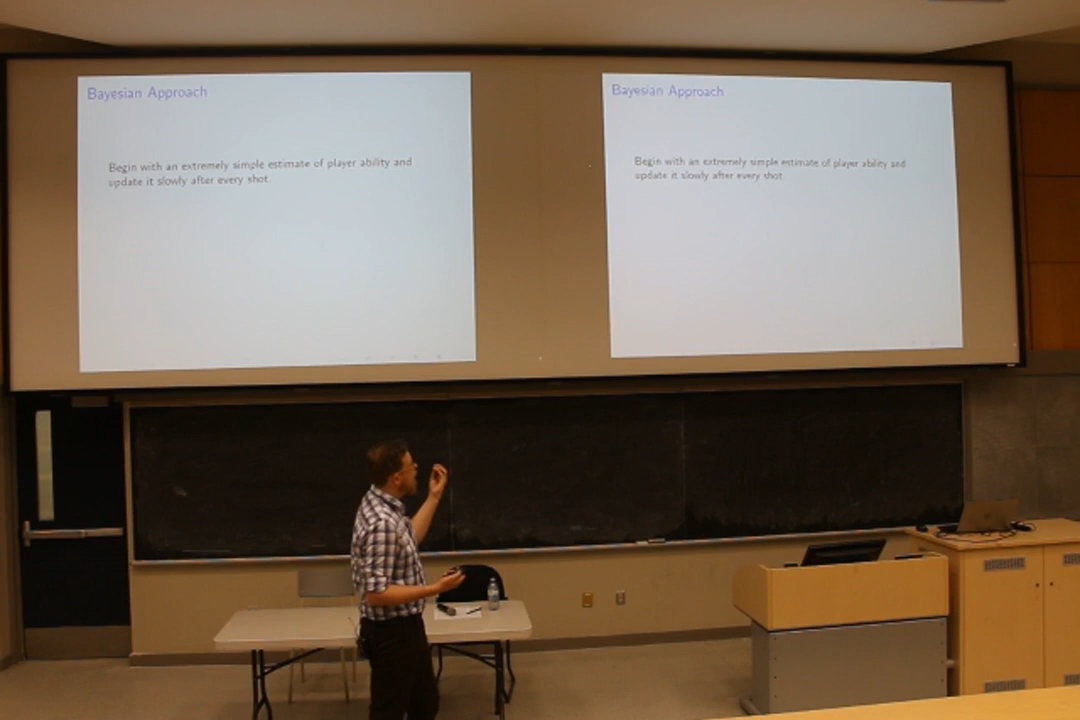 Bayesian Approach
Begin with an extremely simple estimate of player ability and
update it slowly after every shot.
Bayesian Approach
Begin with an extremely simple estimate of player ability and
update it slowly after every shot.